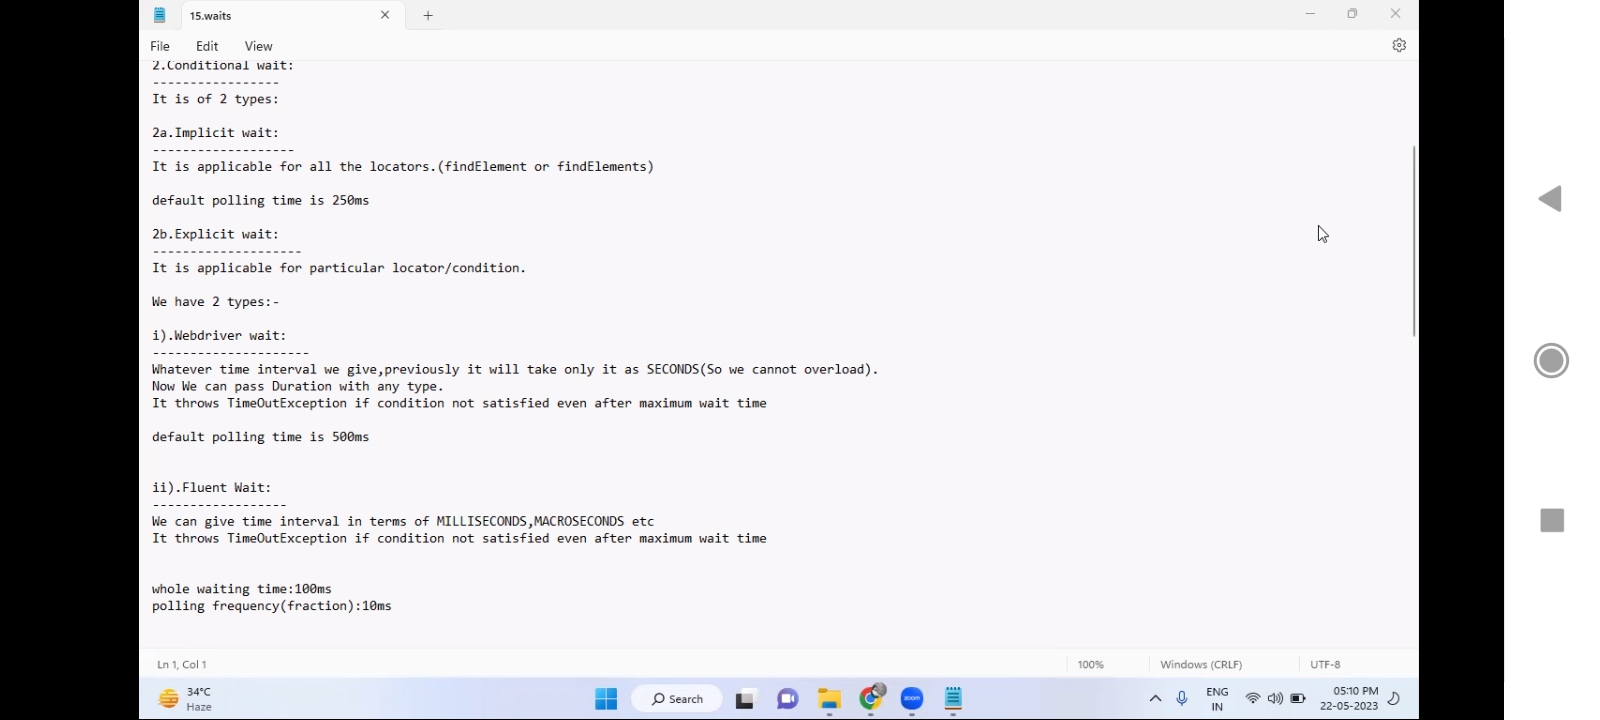 15.waits
File Edit View
2.Conditional wait:
-----------------
It is of 2 types:
2a.Implicit wait:
-------------------
It is applicable for all the locators.(findElement or findElements)
default polling time is 250ms
2b.Explicit wait:
--------------------
It is applicable for particular locator/condition.
We have 2 types:-
i).Webdriver wait:
---------------------
Whatever time interval we give,previously it will take only it as SECONDS(So we cannot overload).
Now We can pass Duration with any type.
It throws TimeOutException if condition not satisfied even after maximum wait time
default polling time is 500ms
ii).Fluent Wait:
------------------
We can give time interval in terms of MILLISECONDS,MACROSECONDS etc
It throws TimeOutException if condition not satisfied even after maximum wait time
whole waiting time:100ms
polling frequency(fraction):10ms
Ln 1, Col 1 100% Windows (CRLF) UTF-8
34°C
Haze
Search
zoom
ENG
IN
05:10 PM
22-05-2023